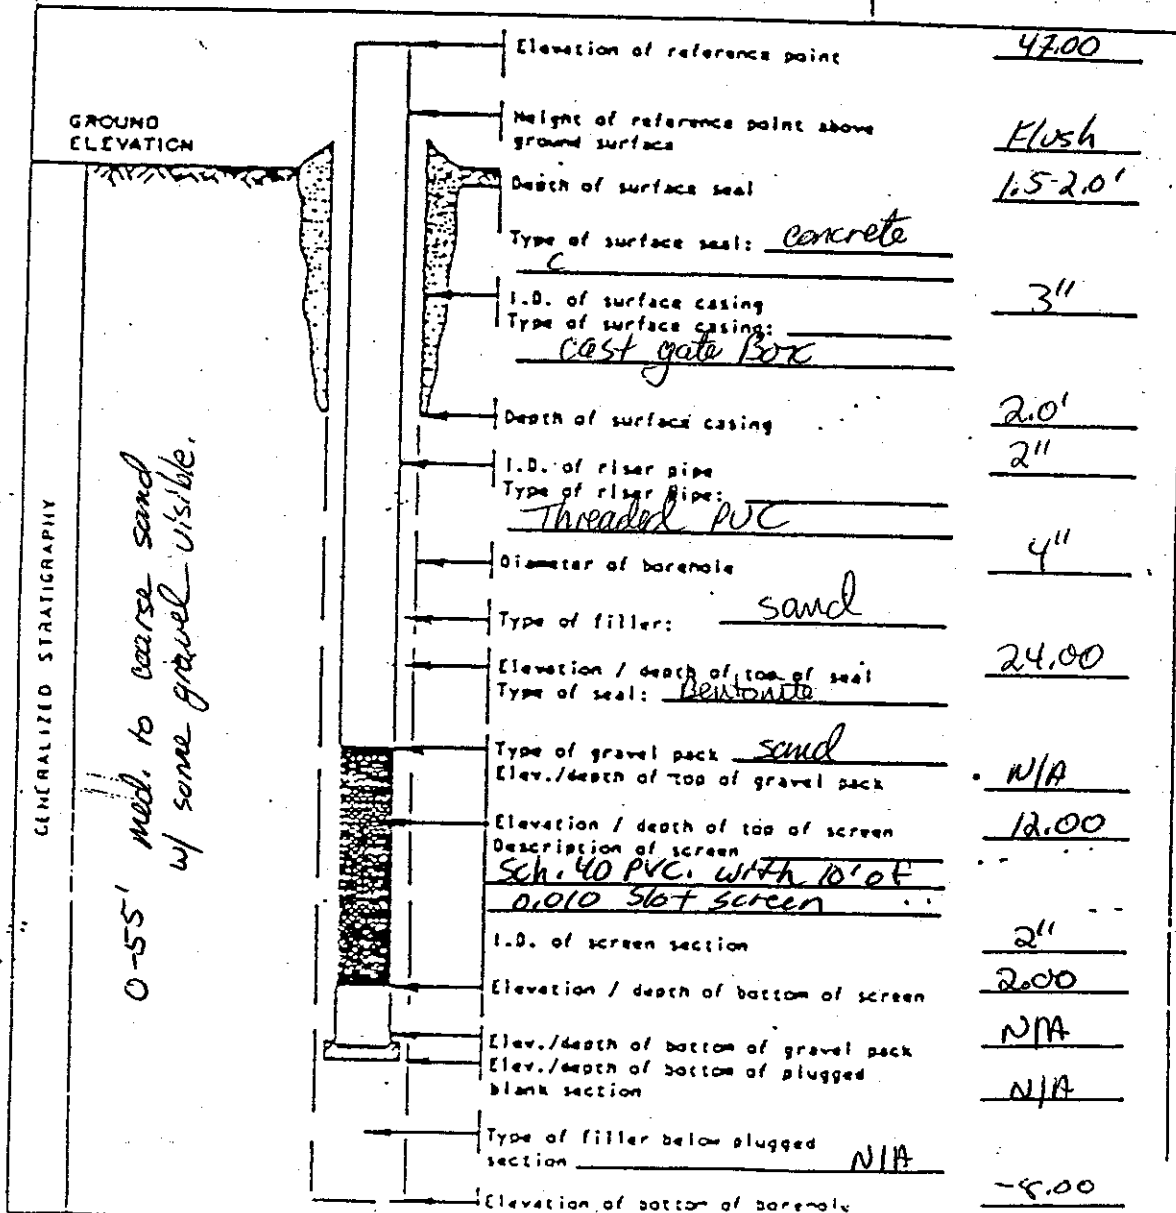 Elevation of reference point 47.00
GROUND
ELEVATION
Height of reference point above
ground surface Flush
Depth of surface seal 1.5-2.0'
Type of surface seal: concrete
C
I.D. of surface casing 3"
Type of surface casing:
cast gate Box
Depth of surface casing 2.0'
I.D. of riser pipe 2"
Type of riser pipe:
Threaded PVC
Diameter of borehole 4"
Type of filler: sand
Elevation / depth of top of seal 24.00
Type of seal: Bentonite
Type of gravel pack sand
Elev./depth of top of gravel pack N/A
Elevation / depth of top of screen 12.00
Description of screen
Sch. 40 PVC. with 10' of
0.010 Slot screen
I.D. of screen section 2"
Elevation / depth of bottom of screen 2.00
Elev./depth of bottom of gravel pack N/A
Elev./depth of bottom of plugged
blank section N/A
Type of filler below plugged
section N/A
Elevation of bottom of borehole -8.00
GENERALIZED STRATIGRAPHY
0-55' med. to coarse sand
w/ some gravel visible.